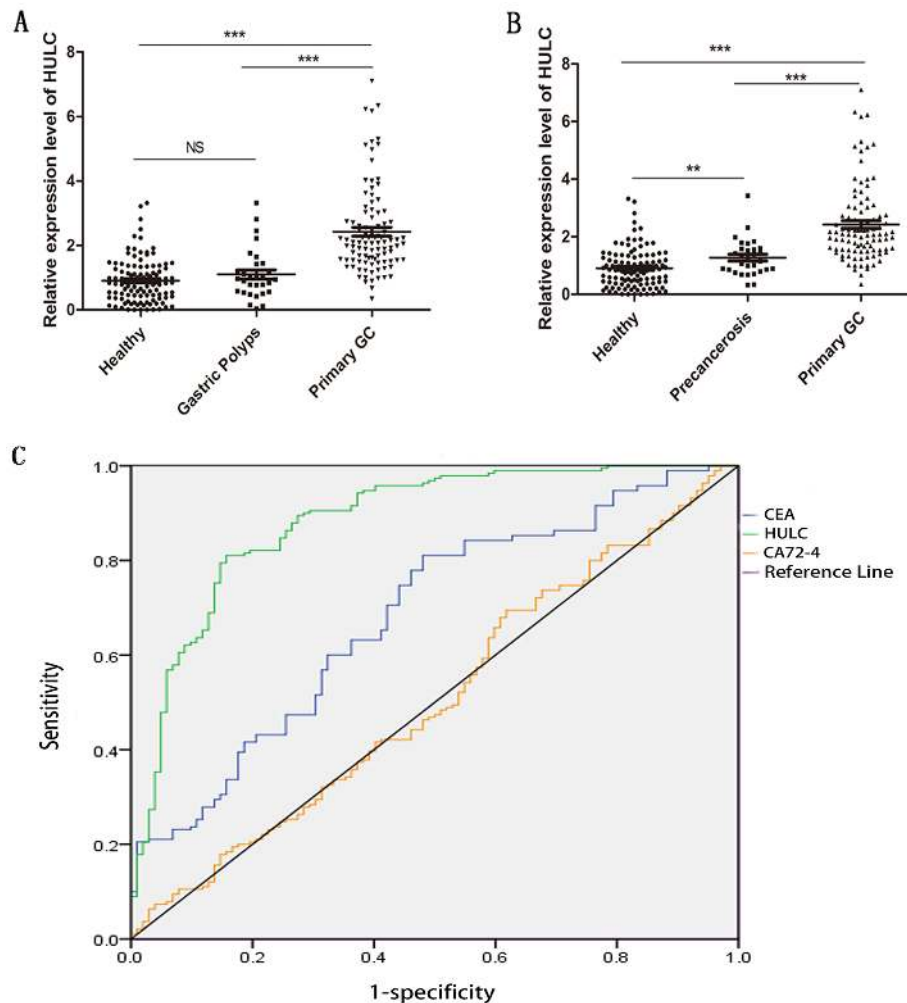 A
Relative expression level of HULC
8
6
4
2
0
***
***
NS
Healthy
Gastric Polyps
Primary GC
B
Relative expression level of HULC
8
6
4
2
0
***
***
**
Healthy
Precancerosis
Primary GC
C
Sensitivity
1.0
0.8
0.6
0.4
0.2
0.0
0.0 0.2 0.4 0.6 0.8 1.0
1-specificity
CEA
HULC
CA72-4
Reference Line